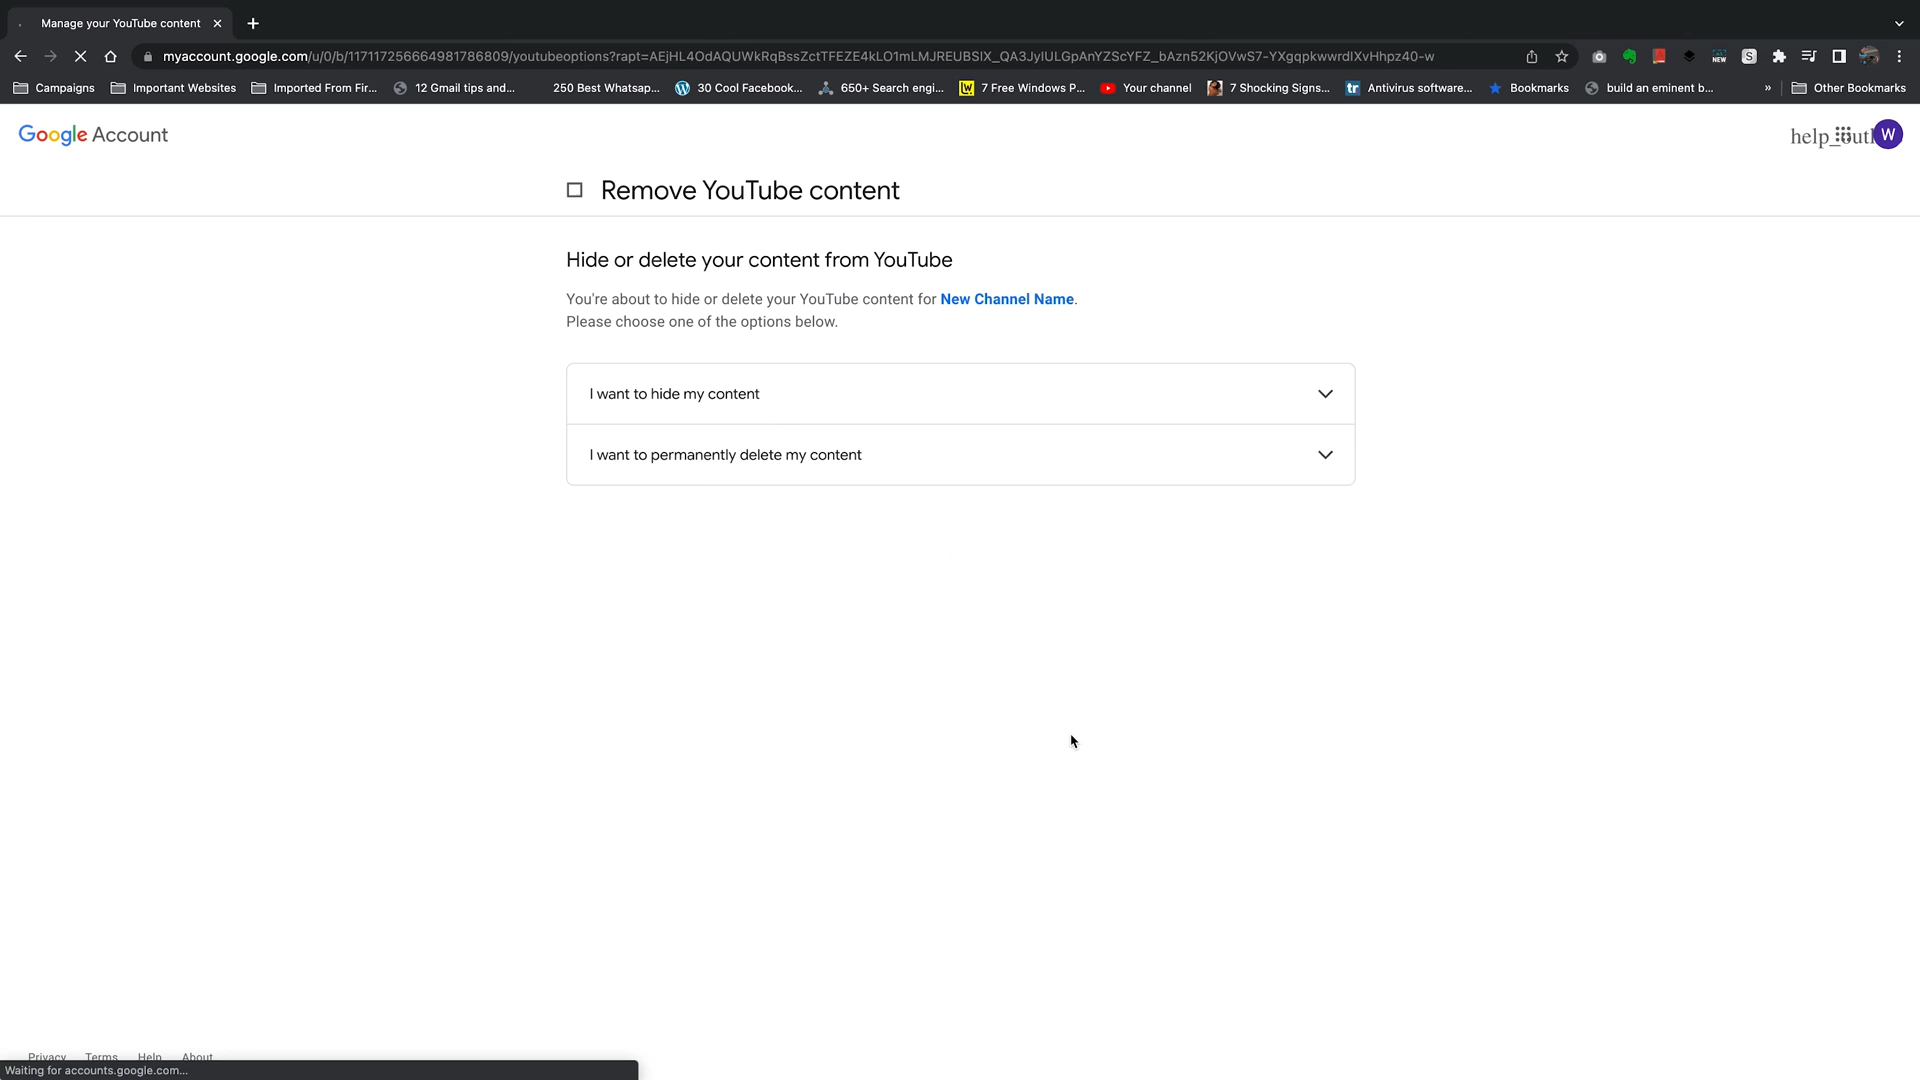 Manage your YouTube content
myaccount.google.com/u/0/b/117117256664981786809/youtubeoptions?rapt=AEjHL4OdAQUWkRqBssZctTFEZE4kLO1mLMJREUBSIX_QA3JyIULGpAnYZScYFZ_bAzn52KjOVwS7-YXgqpkwwrdIXvHhpz40-w
NEW
S
Campaigns Important Websites Imported From Fir... 12 Gmail tips and... 250 Best Whatsap... 30 Cool Facebook... 650+ Search engi... 7 Free Windows P... Your channel 7 Shocking Signs... tr Antivirus software... Bookmarks build an eminent b... » Other Bookmarks
Google Account
help_outl W
Remove YouTube content
Hide or delete your content from YouTube
You're about to hide or delete your YouTube content for New Channel Name.
Please choose one of the options below.
I want to hide my content
I want to permanently delete my content
Privacy Terms Help About
Waiting for accounts.google.com...